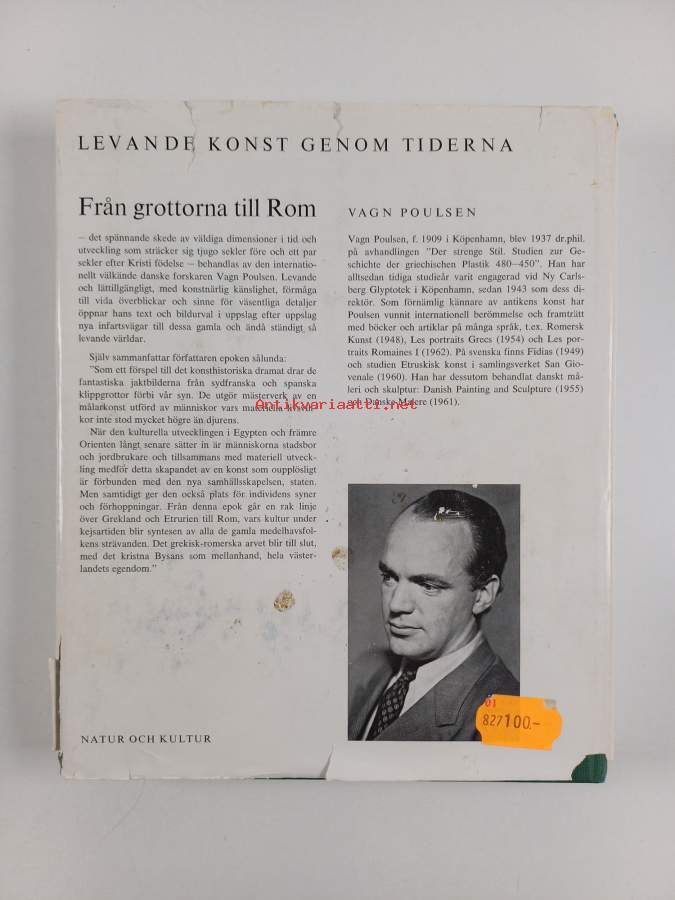 LEVANDE KONST GENOM TIDERNA
Från grottorna till Rom
– det spännande skede av väldiga dimensioner i tid och
utveckling som sträcker sig tjugo sekler före och ett par
sekler efter Kristi födelse – behandlas av den internatio-
nellt välkände danske forskaren Vagn Poulsen. Levande
och lättillgängligt, med konstnärlig känslighet, förmåga
till vida överblickar och sinne för väsentliga detaljer
öppnar hans text och bildurval i uppslag efter uppslag
nya infartsvägar till dessa gamla och ändå ständigt så
levande världar.
Själv sammanfattar författaren epoken sålunda:
"Som ett förspel till det konsthistoriska dramat drar de
fantastiska jaktbilderna från sydfranska och spanska
klippgrottor förbi vår syn. De utgör mästerverk av en
målarkonst utförd av människor vars materiella livsvill-
kor inte stod mycket högre än djurens.
När den kulturella utvecklingen i Egypten och främre
Orienten långt senare sätter in är människorna stadsbor
och jordbrukare och tillsammans med materiell utveck-
ling medför detta skapandet av en konst som oupplösligt
är förbunden med den nya samhällsskapelsen, staten.
Men samtidigt ger den också plats för individens syner
och förhoppningar. Från denna epok går en rak linje
över Grekland och Etrurien till Rom, vars kultur under
kejsartiden blir syntesen av alla de gamla medelhavsfol-
kens strävanden. Det grekisk-romerska arvet blir till slut,
med det kristna Bysans som mellanhand, hela väster-
landets egendom."
NATUR OCH KULTUR
VAGN POULSEN
Vagn Poulsen, f. 1909 i Köpenhamn, blev 1937 dr.phil.
på avhandlingen "Der strenge Stil. Studien zur Ge-
schichte der griechischen Plastik 480–450". Han har
alltsedan tidiga studieår varit engagerad vid Ny Carls-
berg Glyptotek i Köpenhamn, sedan 1943 som dess di-
rektör. Som förnämlig kännare av antikens konst har
Poulsen vunnit internationell berömmelse och framträtt
med böcker och artiklar på många språk, t.ex. Romersk
Kunst (1948), Les portraits Grecs (1954) och Les por-
traits Romaines I (1962). På svenska finns Fidias (1949)
och studien Etruskisk konst i samlingsverket San Gio-
venale (1960). Han har dessutom behandlat danskt må-
leri och skulptur: Danish Painting and Sculpture (1955)
och Danske Malere (1961).
Antikvariaatti.net
01
827100.-